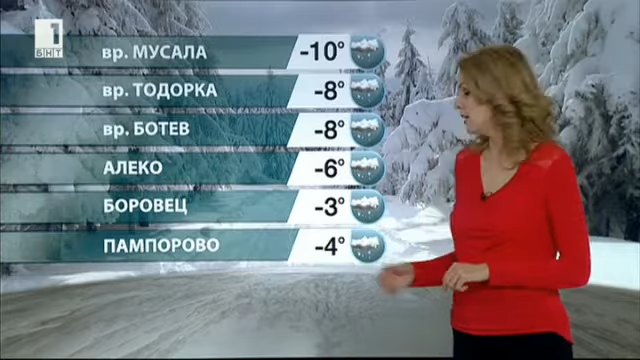 1
БНТ
вр. МУСАЛА -10°
вр. ТОДОРКА -8°
вр. БОТЕВ -8°
АЛЕКО -6°
БОРОВЕЦ -3°
ПАМПОРОВО -4°